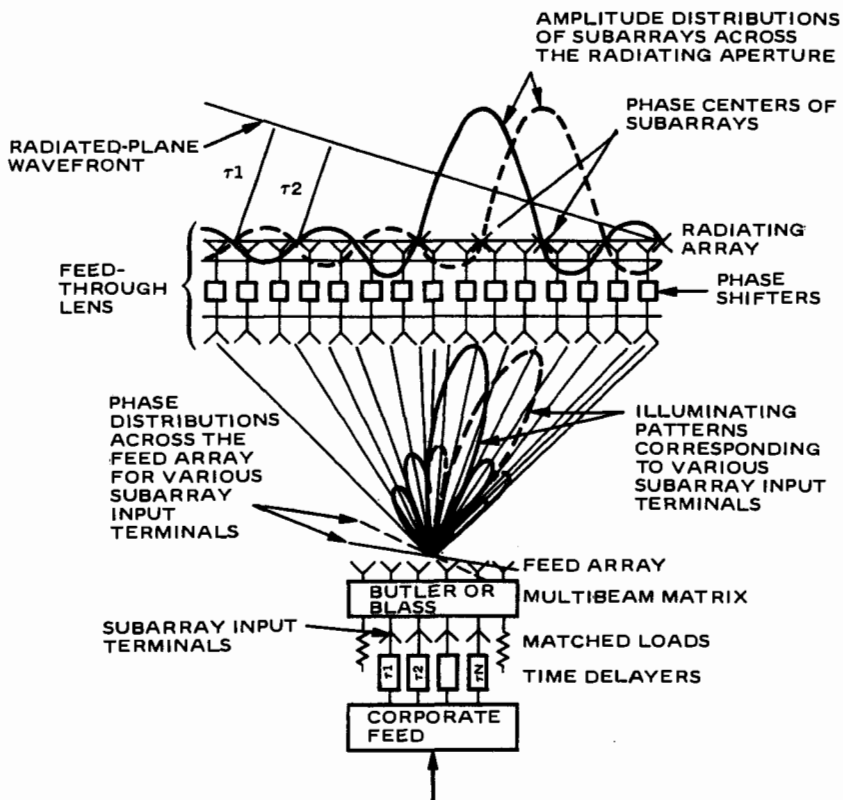 AMPLITUDE DISTRIBUTIONS
OF SUBARRAYS ACROSS
THE RADIATING APERTURE
PHASE CENTERS OF
SUBARRAYS
RADIATED-PLANE
WAVEFRONT
τ1
τ2
RADIATING
ARRAY
FEED-
THROUGH
LENS
PHASE
SHIFTERS
PHASE
DISTRIBUTIONS
ACROSS THE
FEED ARRAY
FOR VARIOUS
SUBARRAY
INPUT
TERMINALS
ILLUMINATING
PATTERNS
CORRESPONDING
TO VARIOUS
SUBARRAY INPUT
TERMINALS
FEED ARRAY
BUTLER OR
BLASS
MULTIBEAM MATRIX
SUBARRAY INPUT
TERMINALS
MATCHED LOADS
τ1
τ2
τN
TIME DELAYERS
CORPORATE
FEED